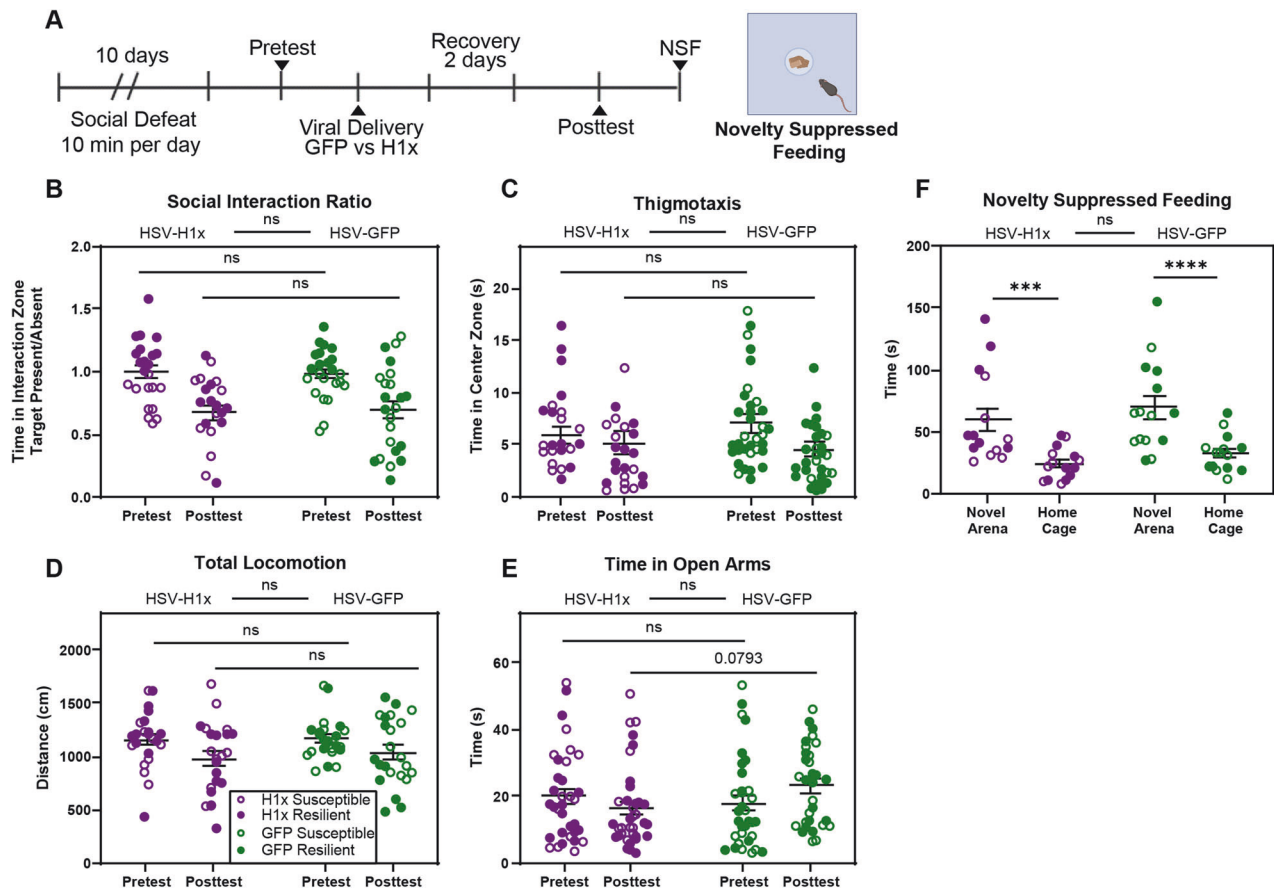 A
10 days
Pretest
Recovery
2 days
NSF
Social Defeat
10 min per day
Viral Delivery
GFP vs H1x
Posttest
Novelty Suppressed
Feeding
B
Social Interaction Ratio
ns
HSV-H1x
HSV-GFP
ns
ns
Time in Interaction Zone
Target Present/Absent
2.0
1.5
1.0
0.5
0.0
Pretest
Posttest
Pretest
Posttest
C
Thigmotaxis
ns
HSV-H1x
HSV-GFP
ns
ns
Time in Center Zone (s)
20
15
10
5
0
Pretest
Posttest
Pretest
Posttest
F
Novelty Suppressed Feeding
ns
HSV-H1x
HSV-GFP
***
****
Time (s)
200
150
100
50
0
Novel
Arena
Home
Cage
Novel
Arena
Home
Cage
D
Total Locomotion
ns
HSV-H1x
HSV-GFP
ns
ns
Distance (cm)
2000
1500
1000
500
0
H1x Susceptible
H1x Resilient
GFP Susceptible
GFP Resilient
Pretest
Posttest
Pretest
Posttest
E
Time in Open Arms
ns
HSV-H1x
HSV-GFP
ns
0.0793
Time (s)
60
40
20
0
Pretest
Posttest
Pretest
Posttest